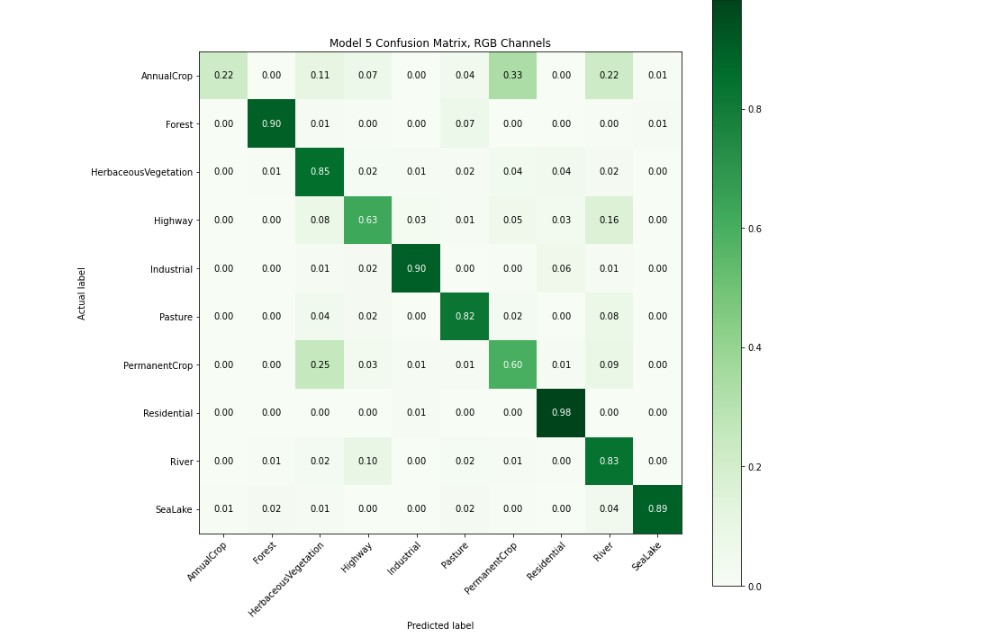 Model 5 Confusion Matrix, RGB Channels
AnnualCrop 0.22 0.00 0.11 0.07 0.00 0.04 0.33 0.00 0.22 0.01
Forest 0.00 0.90 0.01 0.00 0.00 0.07 0.00 0.00 0.00 0.01
HerbaceousVegetation 0.00 0.01 0.85 0.02 0.01 0.02 0.04 0.04 0.02 0.00
Highway 0.00 0.00 0.08 0.63 0.03 0.01 0.05 0.03 0.16 0.00
Industrial 0.00 0.00 0.01 0.02 0.90 0.00 0.00 0.06 0.01 0.00
Pasture 0.00 0.00 0.04 0.02 0.00 0.82 0.02 0.00 0.08 0.00
PermanentCrop 0.00 0.00 0.25 0.03 0.01 0.01 0.60 0.01 0.09 0.00
Residential 0.00 0.00 0.00 0.00 0.01 0.00 0.00 0.98 0.00 0.00
River 0.00 0.01 0.02 0.10 0.00 0.02 0.01 0.00 0.83 0.00
SeaLake 0.01 0.02 0.01 0.00 0.00 0.02 0.00 0.00 0.04 0.89
Actual label
AnnualCrop Forest HerbaceousVegetation Highway Industrial Pasture PermanentCrop Residential River SeaLake
Predicted label
0.8
0.6
0.4
0.2
0.0